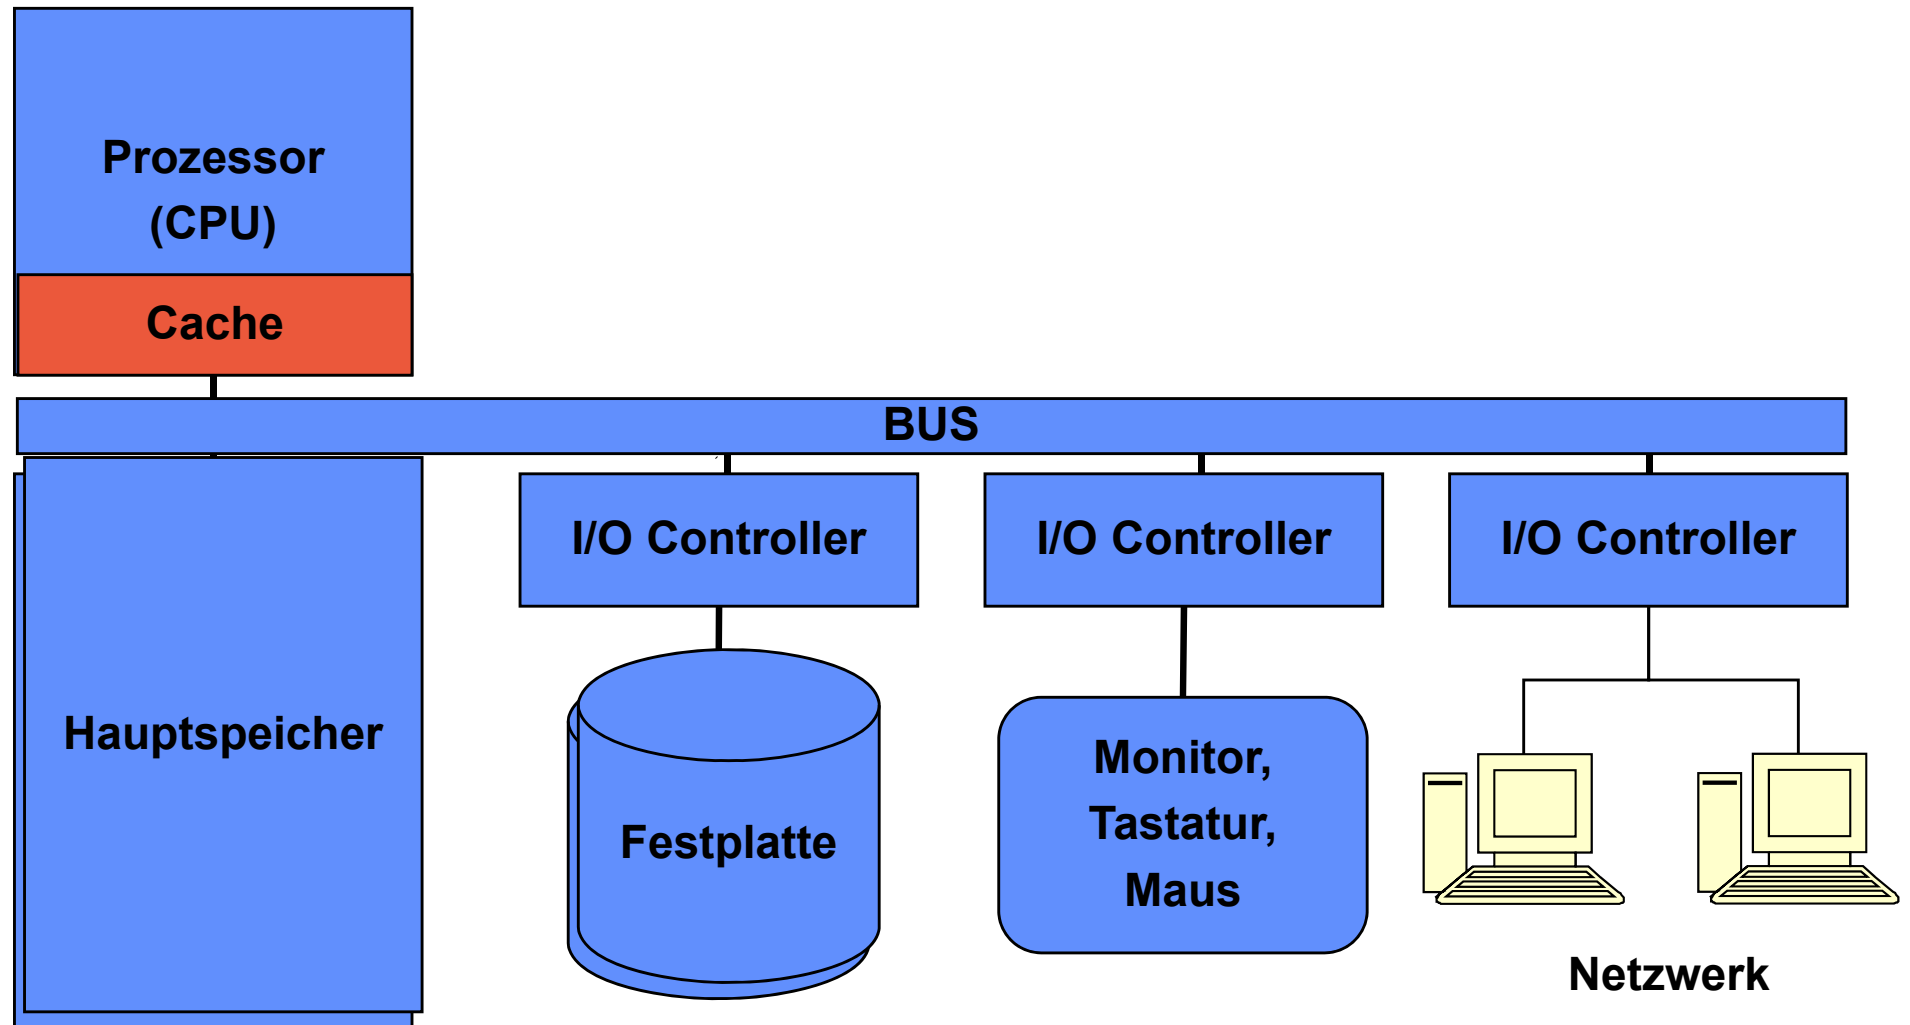 Prozessor
(CPU)
Cache
BUS
I/O Controller
I/O Controller
I/O Controller
Hauptspeicher
Festplatte
Monitor,
Tastatur,
Maus
Netzwerk